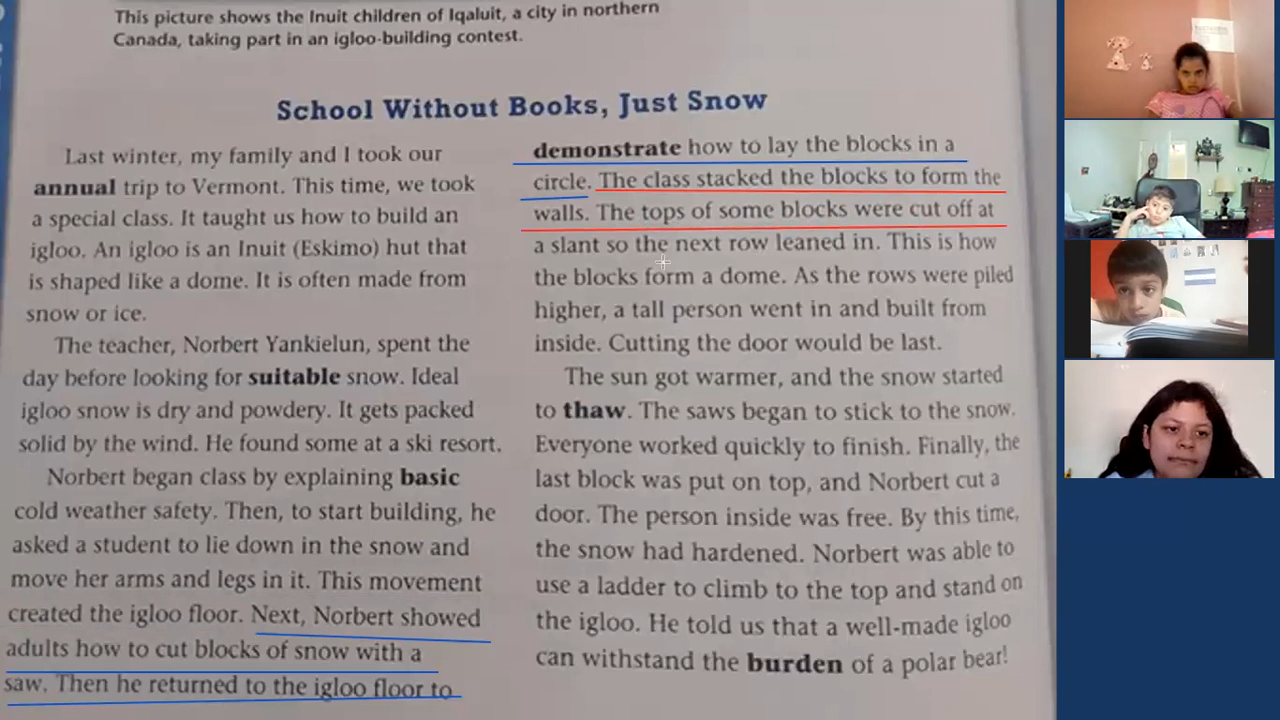 This picture shows the Inuit children of Iqaluit, a city in northern
Canada, taking part in an igloo-building contest.
School Without Books, Just Snow
Last winter, my family and I took our
annual trip to Vermont. This time, we took
a special class. It taught us how to build an
igloo. An igloo is an Inuit (Eskimo) hut that
is shaped like a dome. It is often made from
snow or ice.
The teacher, Norbert Yankielun, spent the
day before looking for suitable snow. Ideal
igloo snow is dry and powdery. It gets packed
solid by the wind. He found some at a ski resort.
Norbert began class by explaining basic
cold weather safety. Then, to start building, he
asked a student to lie down in the snow and
move her arms and legs in it. This movement
created the igloo floor. Next, Norbert showed
adults how to cut blocks of snow with a
saw. Then he returned to the igloo floor to
demonstrate how to lay the blocks in a
circle. The class stacked the blocks to form the
walls. The tops of some blocks were cut off at
a slant so the next row leaned in. This is how
the blocks form a dome. As the rows were piled
higher, a tall person went in and built from
inside. Cutting the door would be last.
The sun got warmer, and the snow started
to thaw. The saws began to stick to the snow.
Everyone worked quickly to finish. Finally, the
last block was put on top, and Norbert cut a
door. The person inside was free. By this time,
the snow had hardened. Norbert was able to
use a ladder to climb to the top and stand on
the igloo. He told us that a well-made igloo
can withstand the burden of a polar bear!